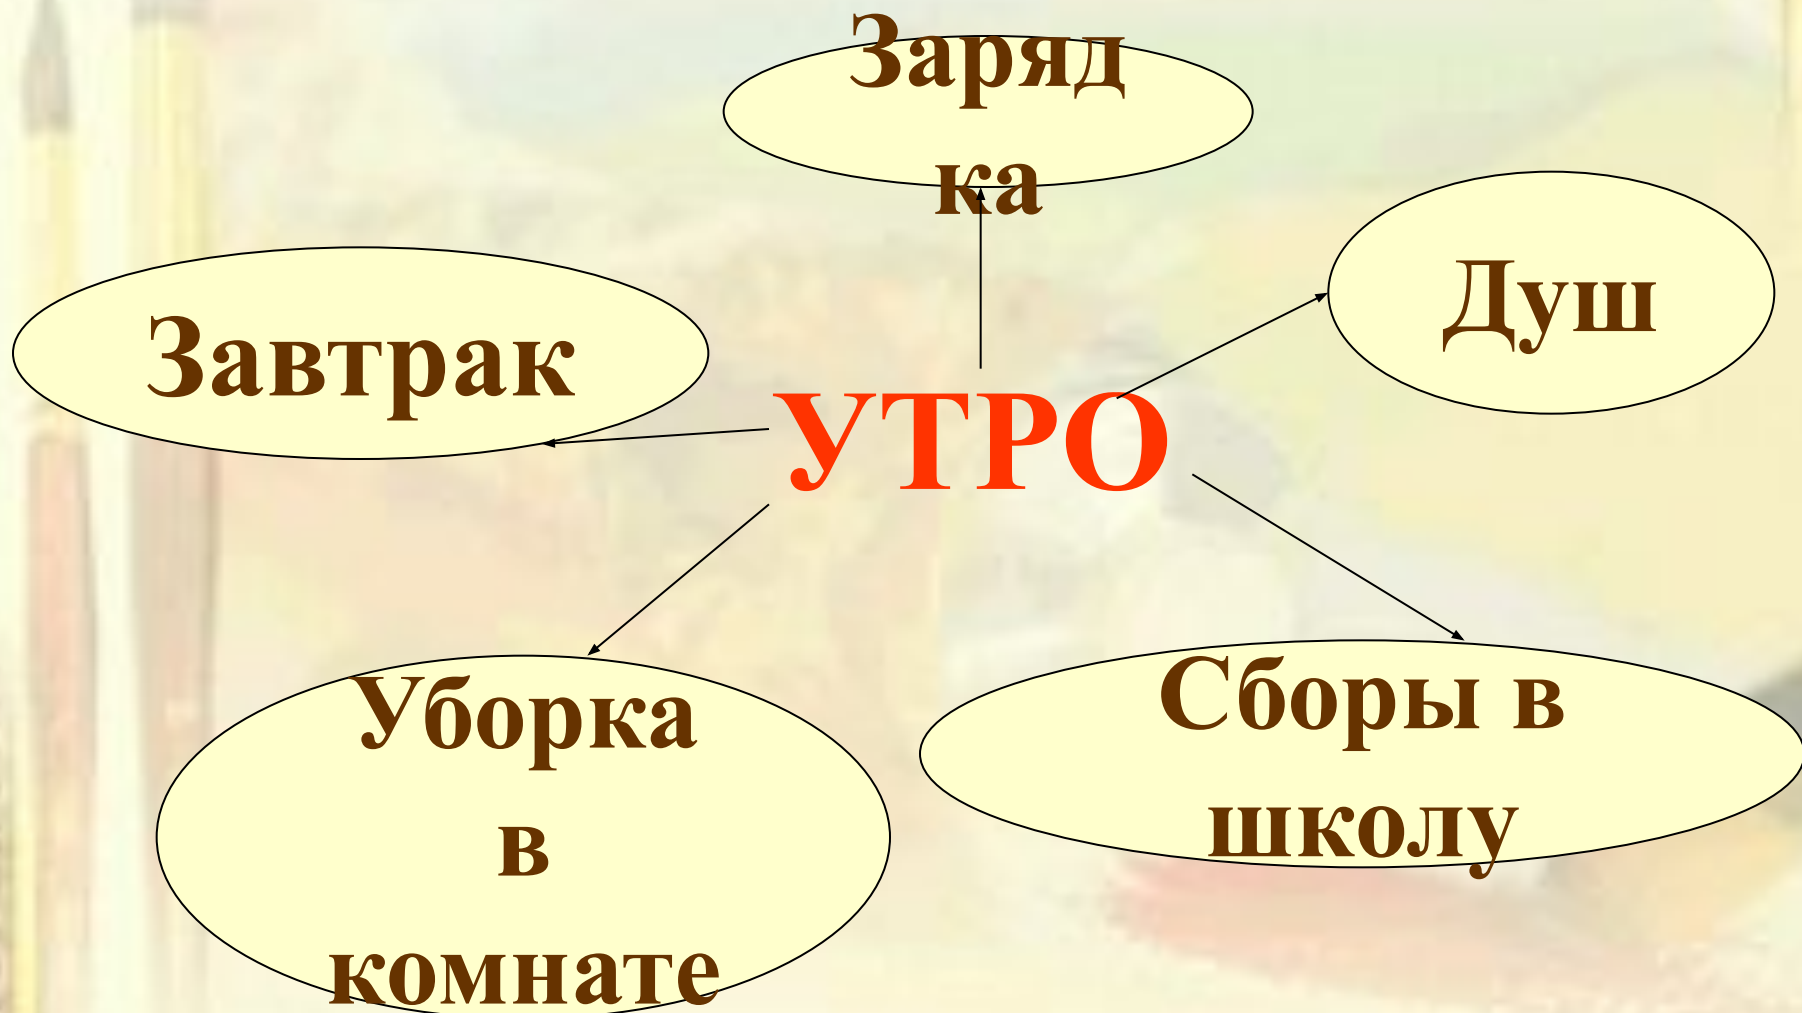 Заряд
ка
Душ
Завтрак
УТРО
Уборка
в
комнате
Сборы в
школу